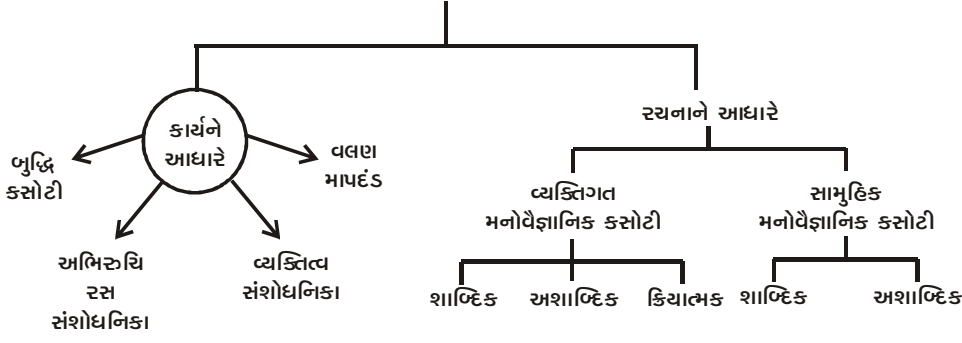 કાર્યને
આધારે
બુદ્ધિ
કસોટી
વલણ
માપદંડ
અભિરુચિ
રસ
સંશોધનિકા
વ્યક્તિત્વ
સંશોધનિકા
રચનાને આધારે
વ્યક્તિગત
મનોવૈજ્ઞાનિક કસોટી
સામુહિક
મનોવૈજ્ઞાનિક કસોટી
શાબ્દિક
અશાબ્દિક
ક્રિયાત્મક
શાબ્દિક
અશાબ્દિક